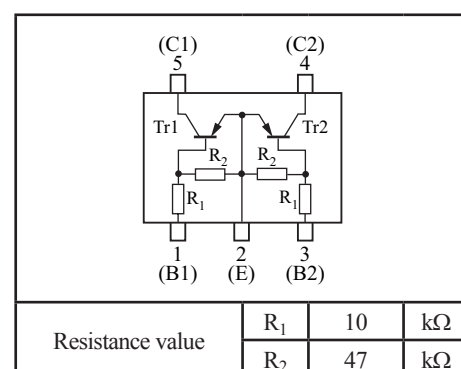 (C1) (C2)
5 4
Tr1 Tr2
R2 R2
R1 R1
1 2 3
(B1) (E) (B2)
Resistance value R1 10 kΩ
R2 47 kΩ